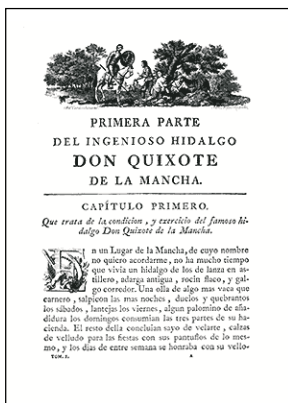 PRIMERA PARTE
DEL INGENIOSO HIDALGO
DON QUIXOTE
DE LA MANCHA.
CAPÍTULO PRIMERO.
Que trata de la condicion, y exercicio del famoso hi-
dalgo Don Quixote de la Mancha.
En un Lugar de la Mancha, de cuyo nombre
no quiero acordarme, no ha mucho tiempo
que vivia un hidalgo de los de lanza en as-
tillero, adarga antigua, rocin flaco, y gal-
go corredor. Una olla de algo mas vaca que
carnero, salpicon las mas noches, duelos y quebrantos
los sábados, lantejas los viernes, algun palomino de aña-
didura los domingos consumian las tres partes de su ha-
cienda. El resto della concluian sayo de velarte, calzas
de velludo para las fiestas con sus pantuflos de lo mes-
mo, y los dias de entre semana se honraba con su vello-
TOM. I. A